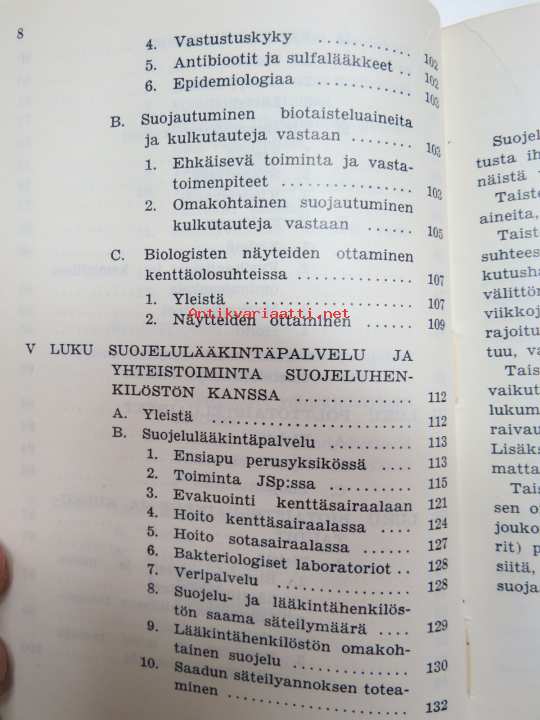 8
4. Vastustuskyky ............ 102
5. Antibiootit ja sulfalääkkeet .. 102
6. Epidemiologiaa ............ 103
B. Suojautuminen biotaisteluaineita
ja kulkutauteja vastaan ........ 103
1. Ehkäisevä toiminta ja vasta-
toimenpiteet ................ 103
2. Omakohtainen suojautuminen
kulkutauteja vastaan ...... 105
C. Biologisten näyteiden ottaminen
kenttäolosuhteissa .............. 107
1. Yleistä .................... 107
2. Näytteiden ottaminen ...... 109
Antikvariaatti.net
V LUKU SUOJELULÄÄKINTÄPALVELU JA
YHTEISTOIMINTA SUOJELUHEN-
KILÖSTÖN KANSSA .............. 112
A. Yleistä ...................... 112
B. Suojelulääkintäpalvelu .......... 113
1. Ensiapu perusyksikössä .... 113
2. Toiminta JSp:ssa .......... 115
3. Evakuointi kenttäsairaalaan 121
4. Hoito kenttäsairaalassa .... 124
5. Hoito sotasairaalassa ...... 127
6. Bakteriologiset laboratoriot .. 128
7. Veripalvelu ................ 128
8. Suojelu- ja lääkintähenkilös-
tön saama säteilymäärä .... 129
9. Lääkintähenkilöstön omakoh-
tainen suojelu .............. 130
10. Saadun säteilyannoksen totea-
minen .................... 132
Suojel
tusta ih
näistä
Taiste
aineita,
Taist
suhtees
kutusha
välittör
viikkoj
rajoitu
tuu, va
Tais
vaikut
lukum
raivau
Lisäks
matta
Tais
sen o
jouko
rit) p
siitä,
suoja